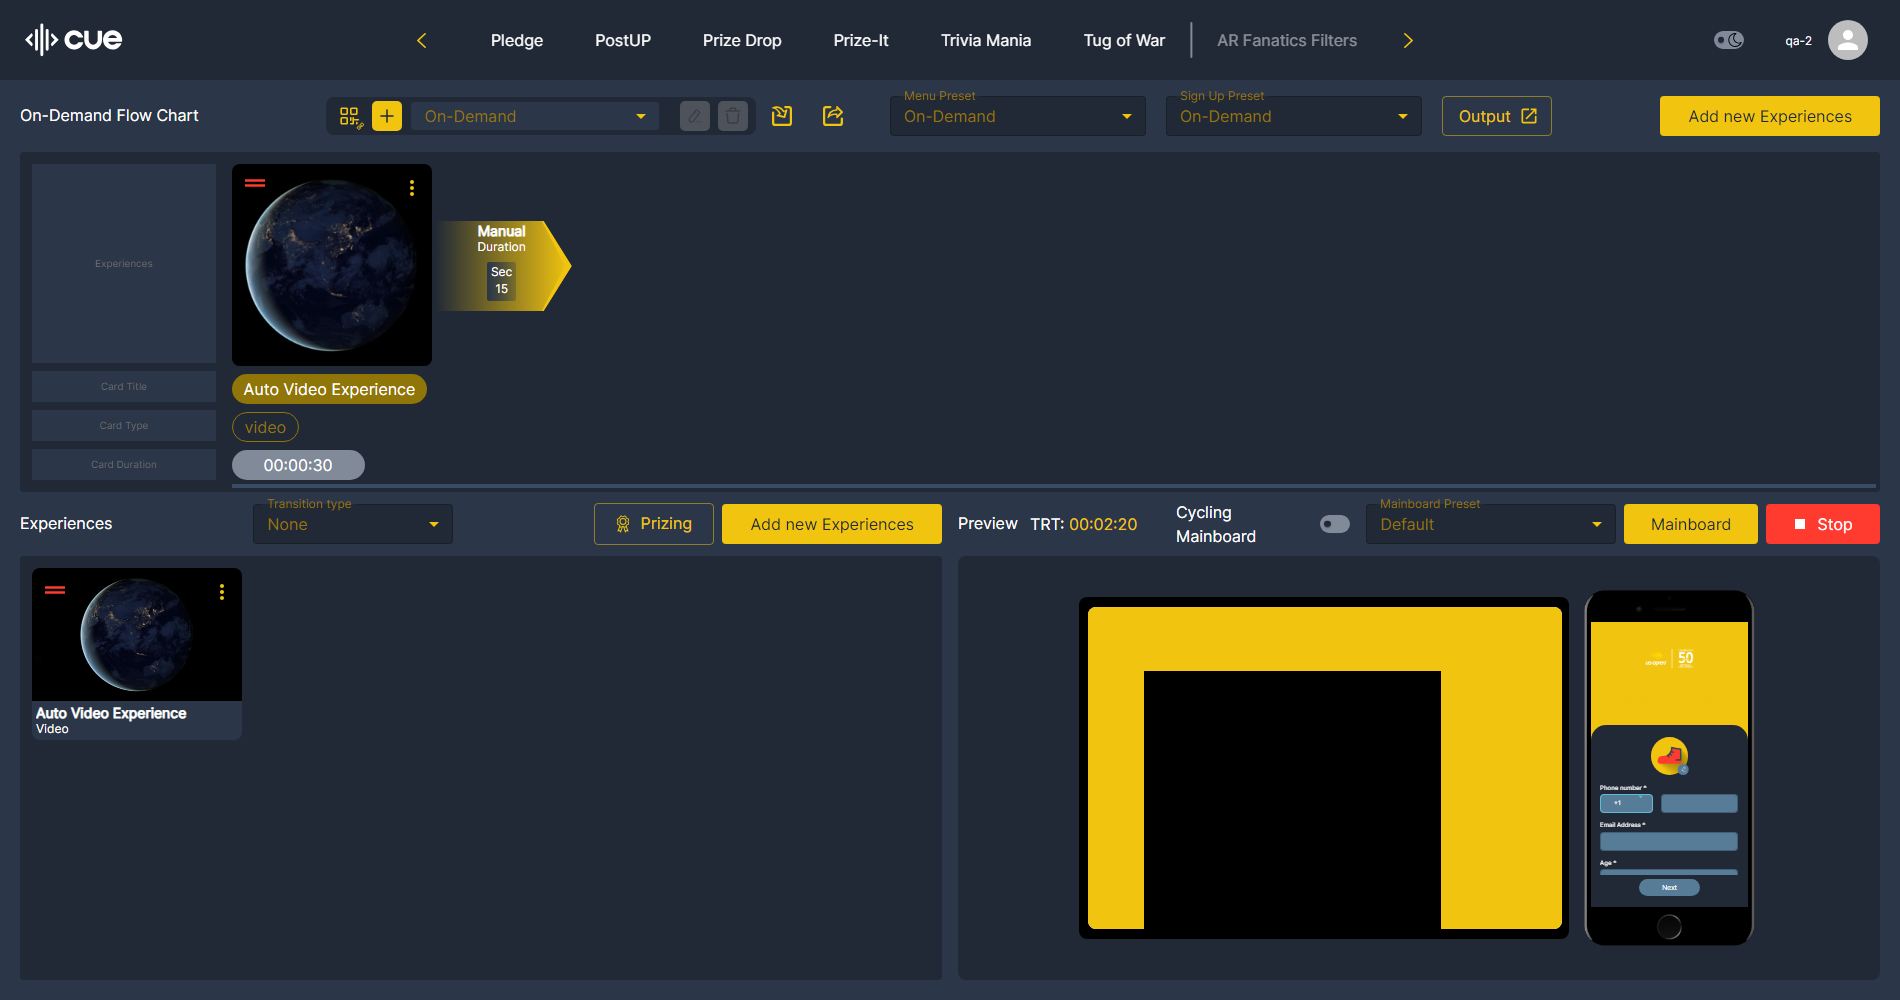 cue
Pledge
PostUP
Prize Drop
Prize-It
Trivia Mania
Tug of War
AR Fanatics Filters
qa-2
On-Demand Flow Chart
On-Demand
Menu Preset
On-Demand
Sign Up Preset
On-Demand
Output
Add new Experiences
Experiences
Manual
Duration
Sec
15
Card Title
Auto Video Experience
Card Type
video
Card Duration
00:00:30
Experiences
Transition type
None
Prizing
Add new Experiences
Preview
TRT: 00:02:20
Cycling
Mainboard
Mainboard Preset
Default
Mainboard
Stop
Auto Video Experience
Video
50
Phone number *
+1
Email Address *
Age *
Next